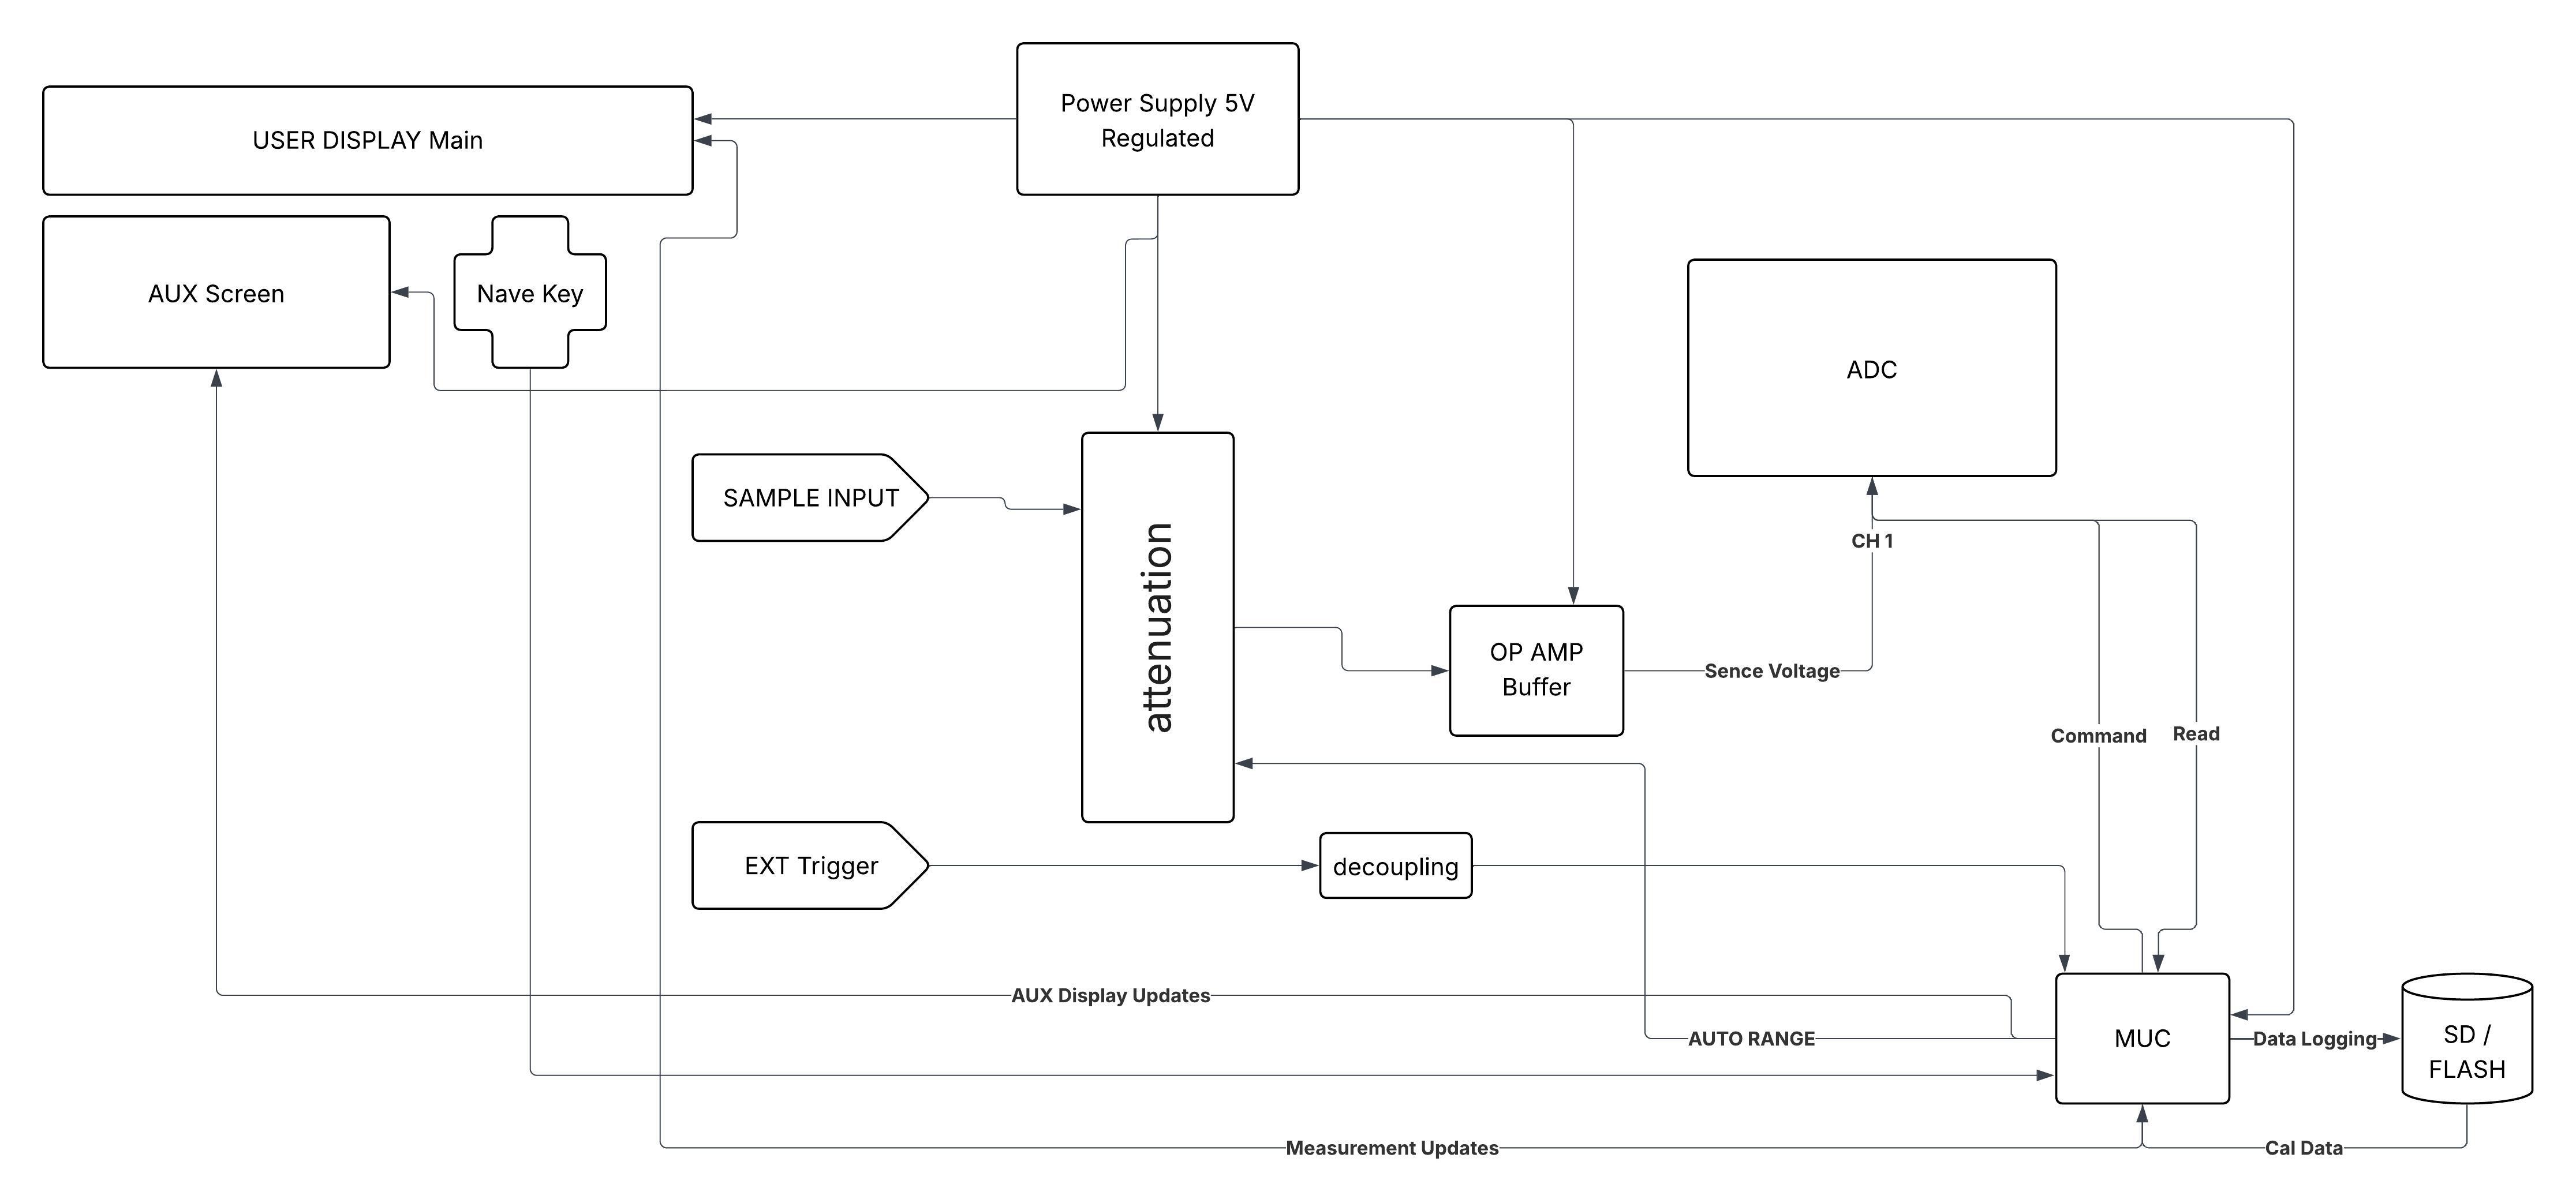 Power Supply 5V
Regulated
USER DISPLAY Main
AUX Screen
Nave Key
ADC
SAMPLE INPUT
attenuation
CH 1
OP AMP
Buffer
Sence Voltage
Command
Read
EXT Trigger
decoupling
AUX Display Updates
AUTO RANGE
MUC
Data Logging
SD /
FLASH
Measurement Updates
Cal Data